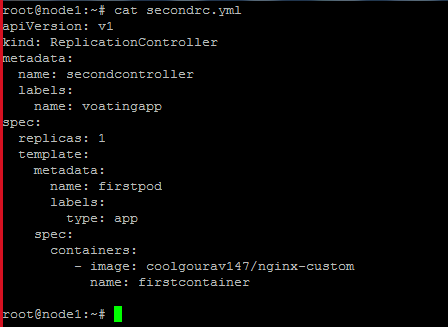 root@node1:~# cat secondrc.yml
apiVersion: v1
kind: ReplicationController
metadata:
  name: secondcontroller
  labels:
    name: voatingapp
spec:
  replicas: 1
  template:
    metadata:
      name: firstpod
      labels:
        type: app
    spec:
      containers:
         - image: coolgourav147/nginx-custom
           name: firstcontainer
root@node1:~#